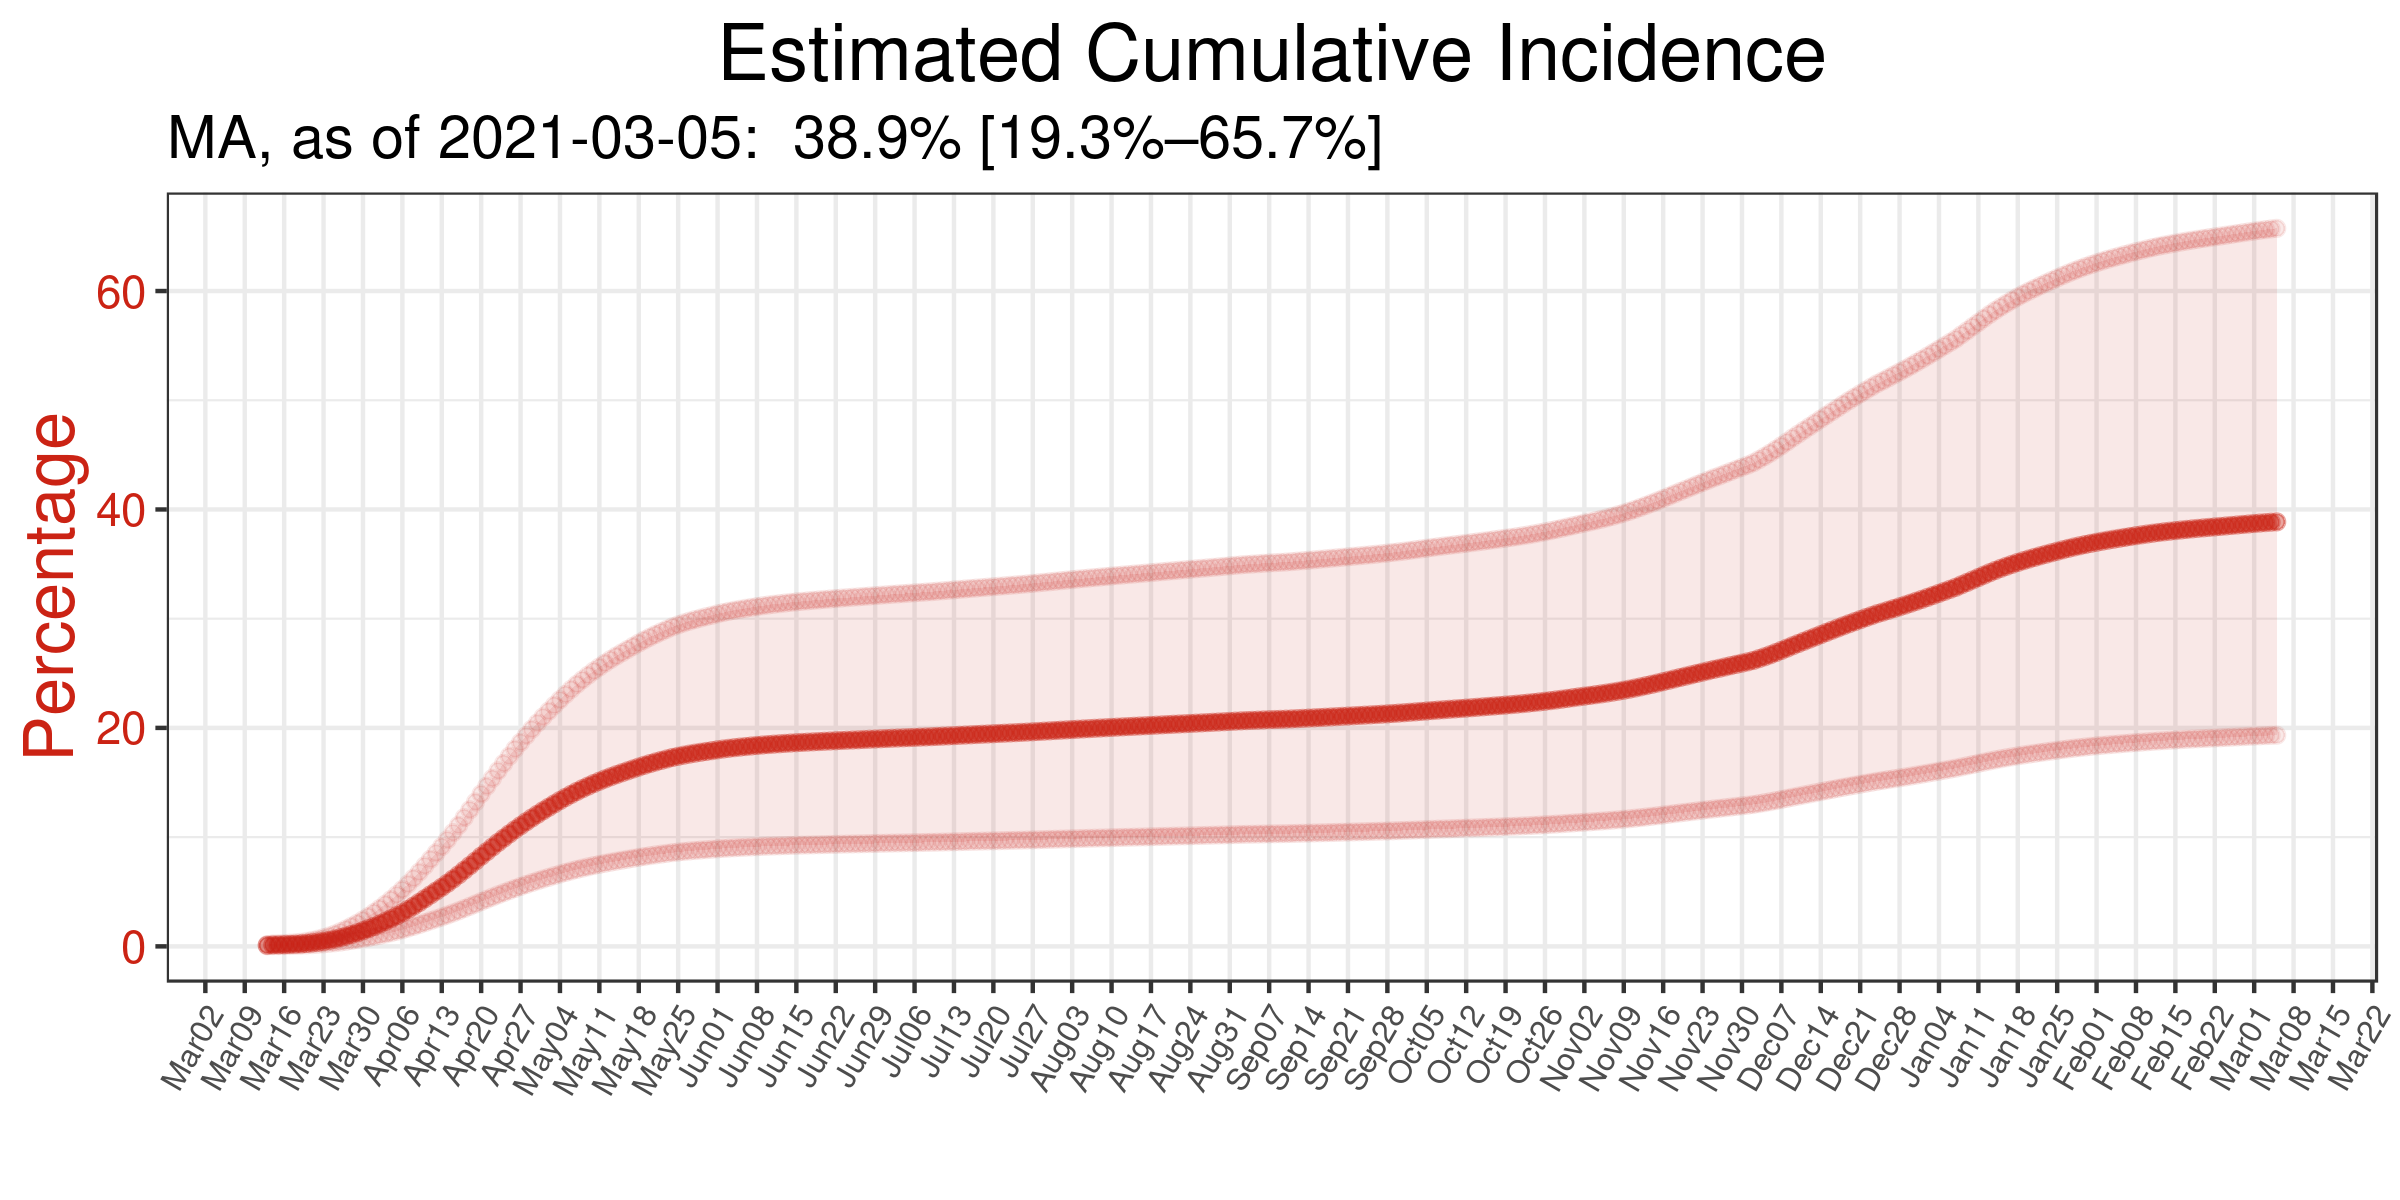 Estimated Cumulative Incidence
MA, as of 2021-03-05:  38.9% [19.3%–65.7%]
Percentage
60
40
20
0
Mar02
Mar09
Mar16
Mar23
Mar30
Apr06
Apr13
Apr20
Apr27
May04
May11
May18
May25
Jun01
Jun08
Jun15
Jun22
Jun29
Jul06
Jul13
Jul20
Jul27
Aug03
Aug10
Aug17
Aug24
Aug31
Sep07
Sep14
Sep21
Sep28
Oct05
Oct12
Oct19
Oct26
Nov02
Nov09
Nov16
Nov23
Nov30
Dec07
Dec14
Dec21
Dec28
Jan04
Jan11
Jan18
Jan25
Feb01
Feb08
Feb15
Feb22
Mar01
Mar08
Mar15
Mar22